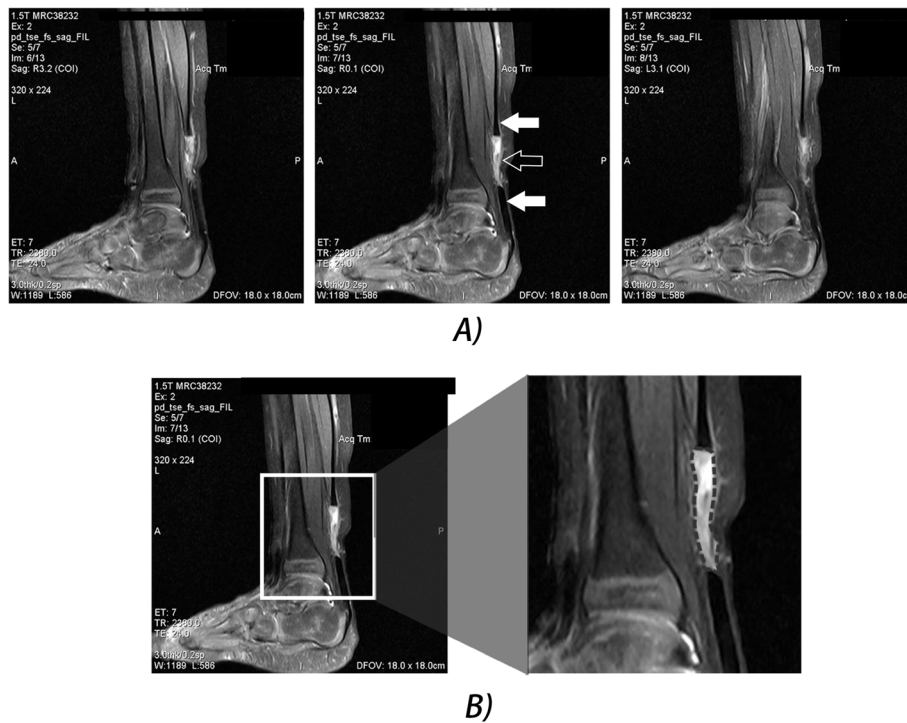 1.5T MRC38232
Ex: 2
pd_tse_fs_sag_FIL
Se: 5/7
Im: 6/13
Sag: R3.2 (COI)
Acq Tm
320 x 224
L
A
ET: 7
TR: 2380.0
TE: 24.0
3.0thk/0.2sp
W:1189 L:586
I
DFOV: 18.0 x 18.0cm
P
1.5T MRC38232
Ex: 2
pd_tse_fs_sag_FIL
Se: 5/7
Im: 7/13
Sag: R0.1 (COI)
Acq Tm
320 x 224
L
A
P
ET: 7
TR: 2380.0
TE: 24.0
3.0thk/0.2sp
W:1189 L:586
I
DFOV: 18.0 x 18.0cm
1.5T MRC38232
Ex: 2
pd_tse_fs_sag_FIL
Se: 5/7
Im: 8/13
Sag: L3.1 (COI)
Acq Tm
320 x 224
L
A
ET: 7
TR: 2380.0
TE: 24.0
3.0thk/0.2sp
W:1189 L:586
I
DFOV: 18.0 x 18.0cm
A)
1.5T MRC38232
Ex: 2
pd_tse_fs_sag_FIL
Se: 5/7
Im: 7/13
Sag: R0.1 (COI)
Acq Tm
320 x 224
L
A
P
ET: 7
TR: 2380.0
TE: 24.0
3.0thk/0.2sp
W:1189 L:586
I
DFOV: 18.0 x 18.0cm
B)